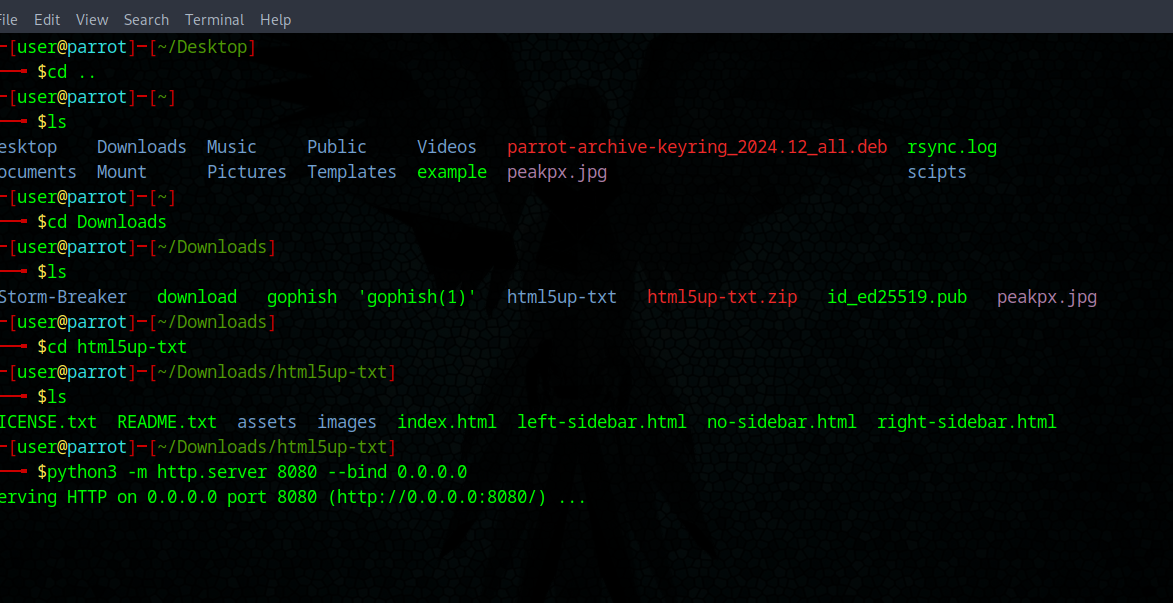 File Edit View Search Terminal Help
─[user@parrot]─[~/Desktop]
$cd ..
─[user@parrot]─[~]
$ls
esktop Downloads Music Public Videos parrot-archive-keyring_2024.12_all.deb rsync.log
ocuments Mount Pictures Templates example peakpx.jpg scipts
─[user@parrot]─[~]
$cd Downloads
─[user@parrot]─[~/Downloads]
$ls
Storm-Breaker download gophish 'gophish(1)' html5up-txt html5up-txt.zip id_ed25519.pub peakpx.jpg
─[user@parrot]─[~/Downloads]
$cd html5up-txt
─[user@parrot]─[~/Downloads/html5up-txt]
$ls
ICENSE.txt README.txt assets images index.html left-sidebar.html no-sidebar.html right-sidebar.html
─[user@parrot]─[~/Downloads/html5up-txt]
$python3 -m http.server 8080 --bind 0.0.0.0
erving HTTP on 0.0.0.0 port 8080 (http://0.0.0.0:8080/) ...